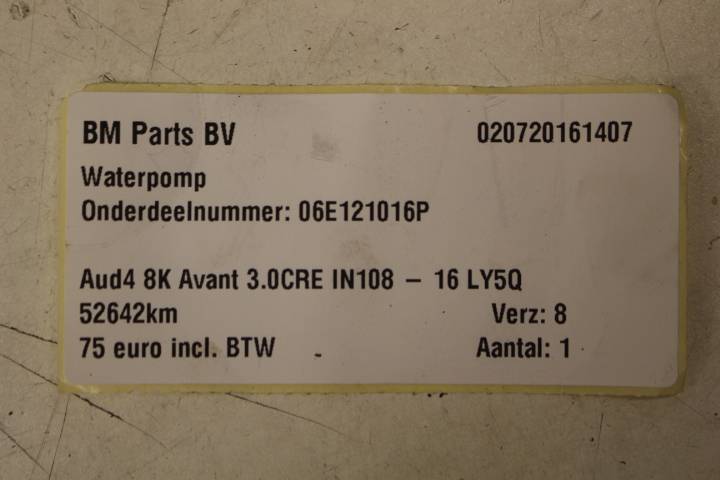 BM Parts BV 020720161407
Waterpomp
Onderdeelnummer: 06E121016P
Aud4 8K Avant 3.0CRE IN108 – 16 LY5Q
52642km Verz: 8
75 euro incl. BTW - Aantal: 1